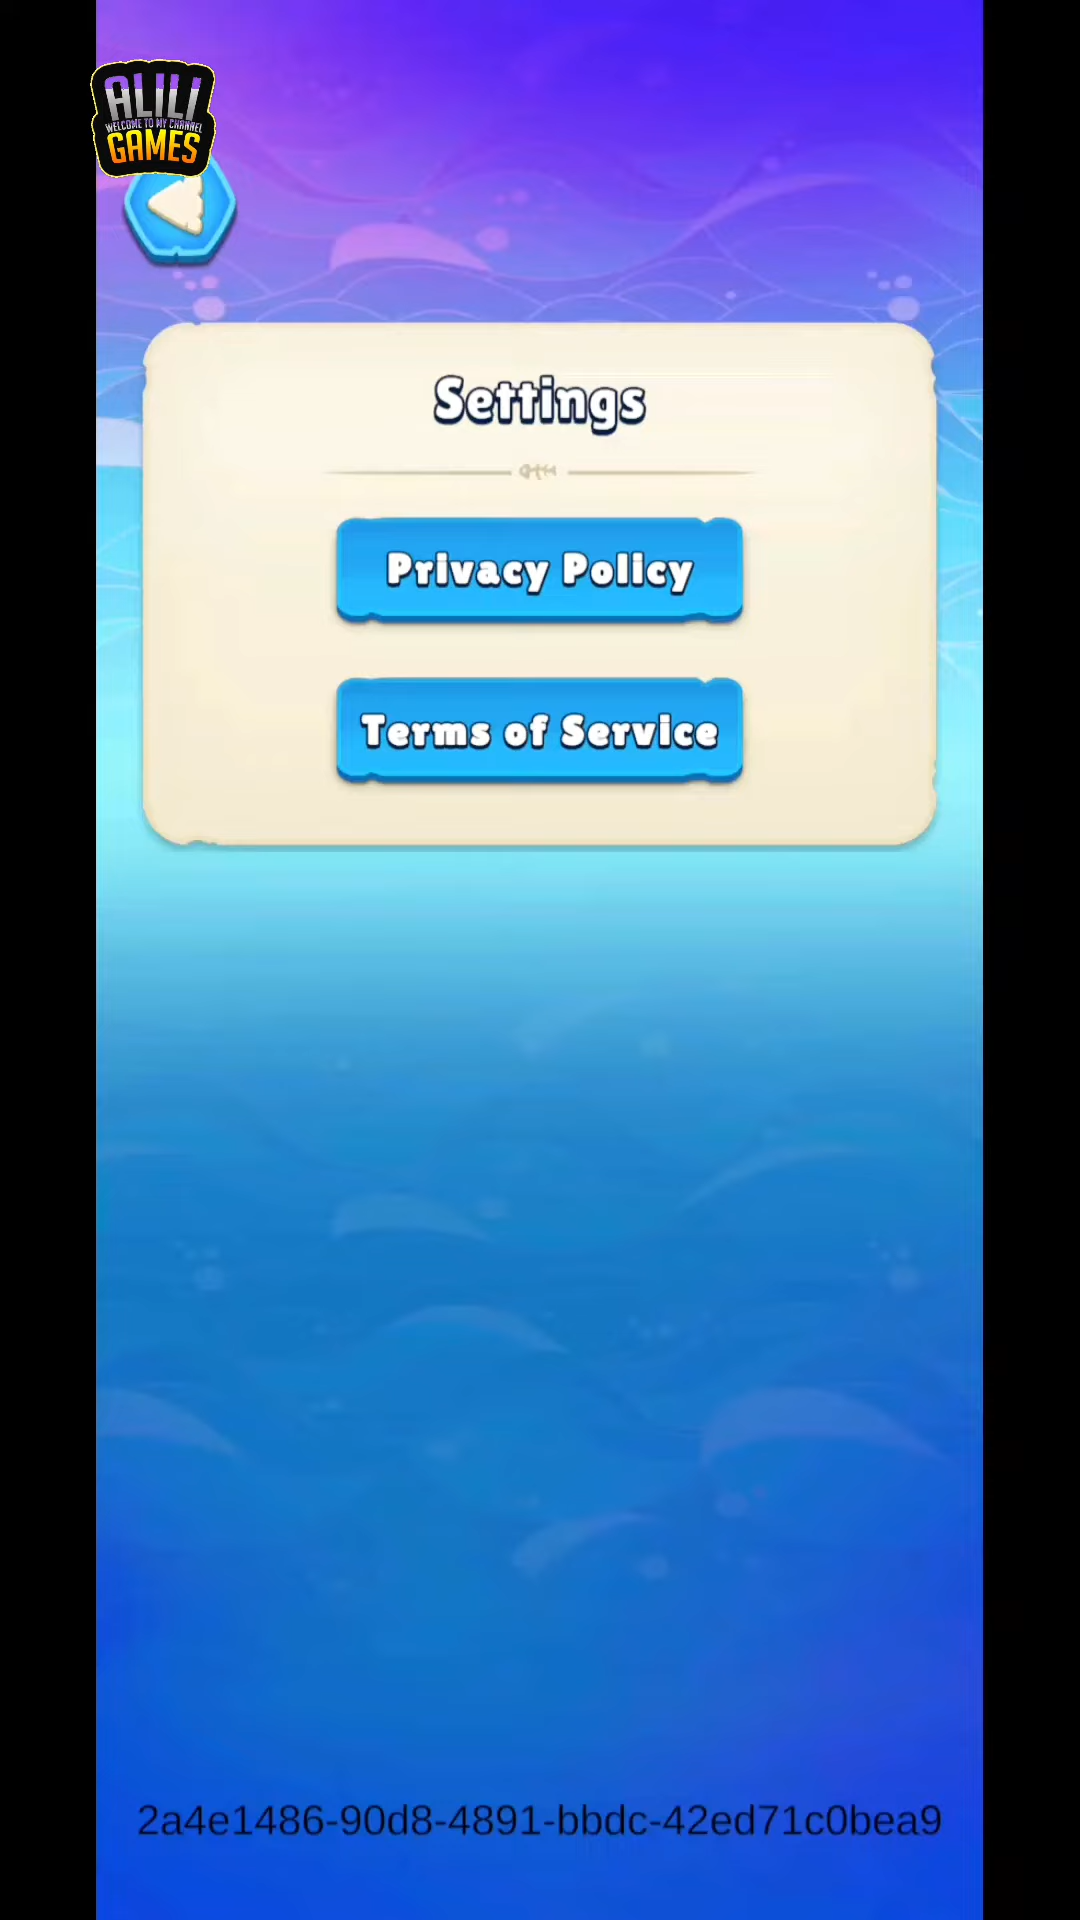 ALILI
WELCOME TO MY CHANNEL
GAMES
Settings
Privacy Policy
Terms of Service
2a4e1486-90d8-4891-bbdc-42ed71c0bea9